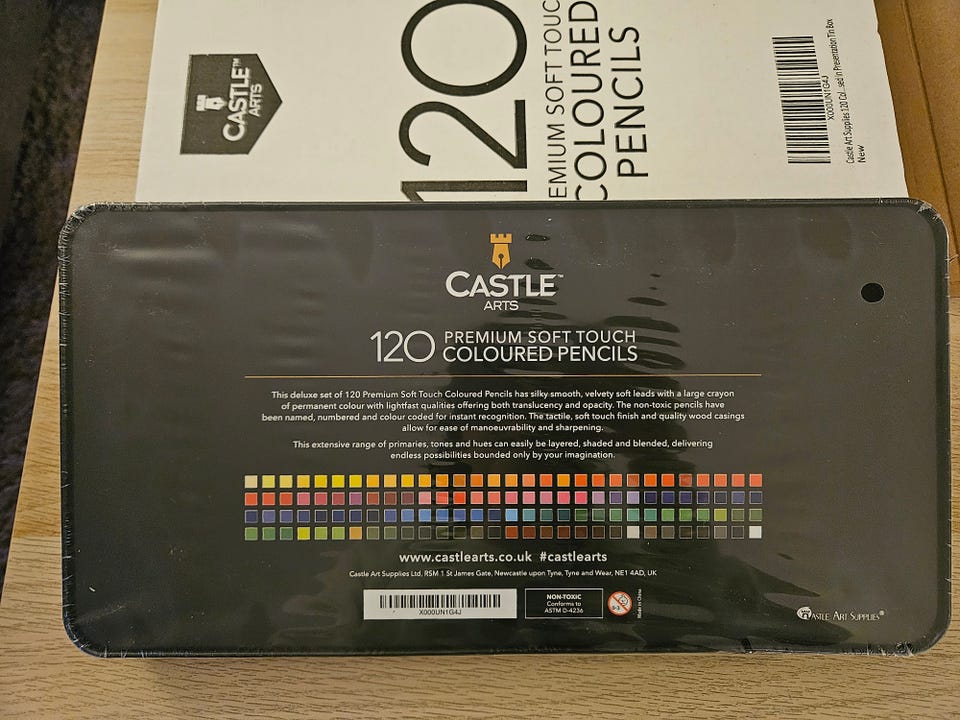 CASTLE™
ARTS
120
EMIUM SOFT TOUC
COLOURED
PENCILS
X000UN1G4J
Castle Art Supplies 120 Col...sed in Presentation Tin Box
New
CASTLE™
ARTS
120 PREMIUM SOFT TOUCH
COLOURED PENCILS
This deluxe set of 120 Premium Soft Touch Coloured Pencils has silky smooth, velvety soft leads with a large crayon
of permanent colour with lightfast qualities offering both translucency and opacity. The non-toxic pencils have
been named, numbered and colour coded for instant recognition. The tactile, soft touch finish and quality wood casings
allow for ease of manoeuvrability and sharpening.
This extensive range of primaries, tones and hues can easily be layered, shaded and blended, delivering
endless possibilities bounded only by your imagination.
www.castlearts.co.uk #castlearts
Castle Art Supplies Ltd, RSM 1 St James Gate, Newcastle upon Tyne, Tyne and Wear, NE1 4AD, UK
X000UN1G4J
NON-TOXIC
Conforms to
ASTM D-4236
0-3
Made in China
CASTLE ART SUPPLIES®